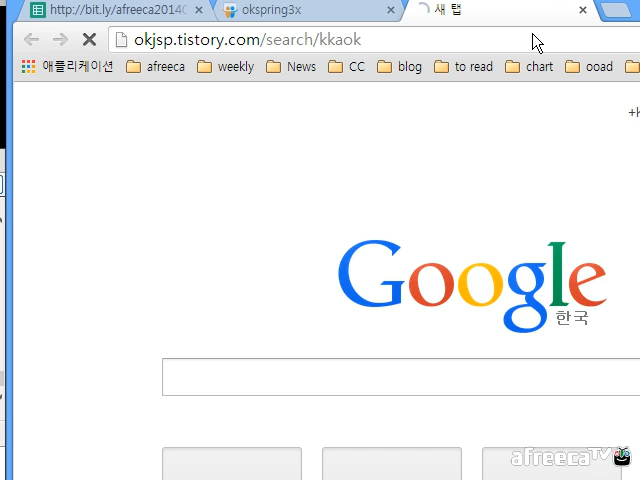 http://bit.ly/afreeca2014 okspring3x 새 탭
okjsp.tistory.com/search/kkaok
애플리케이션 afreeca weekly News CC blog to read chart ooad
Google
한국
afreecaTV